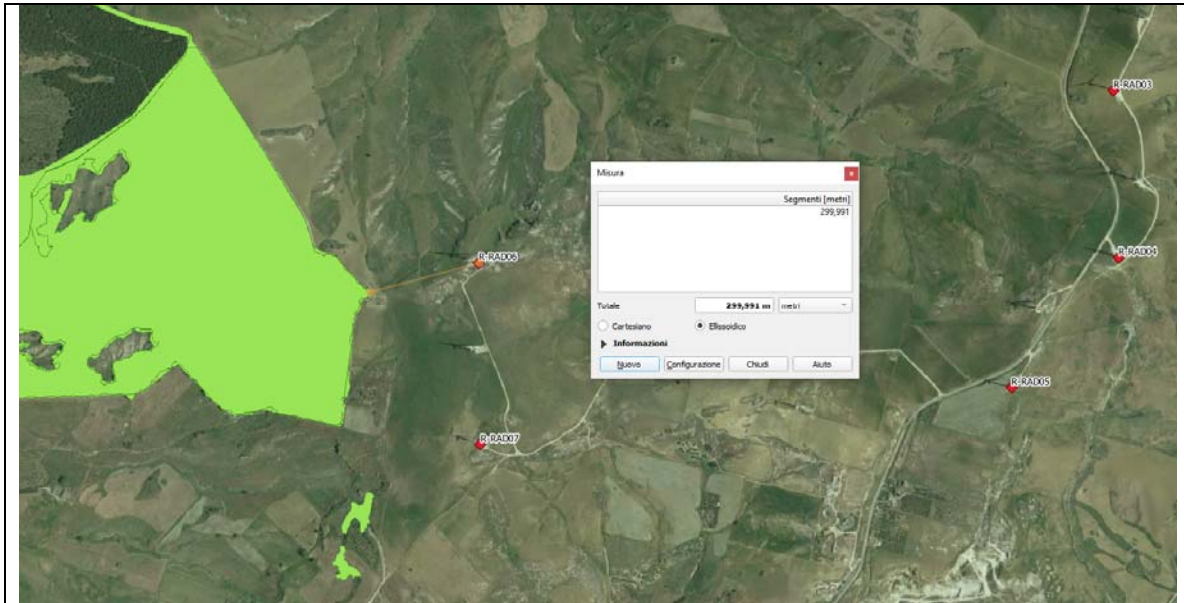 R-RAD03
Misura
Segmenti [metri]
299,991
R-RAD06
R-RAD04
Totale
299,991 m
metri
Cartesiano
Ellissoidico
Informazioni
Nuovo
Configurazione
Chiudi
Aiuto
R-RAD05
R-RAD07